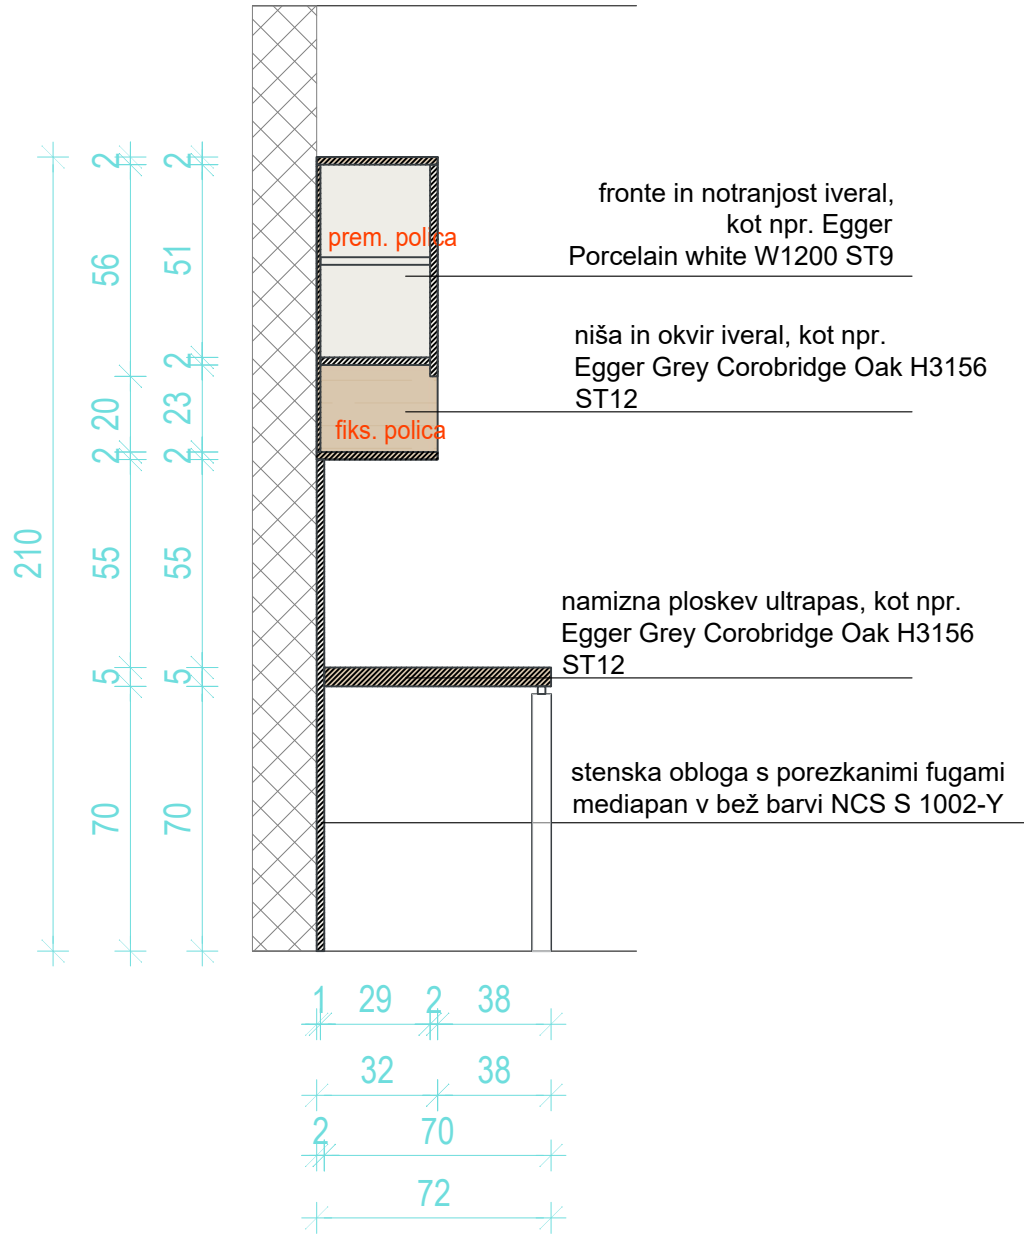 2
2
fronte in notranjost iveral,
kot npr. Egger
Porcelain white W1200 ST9
prem. polica
56
51
niša in okvir iveral, kot npr.
Egger Grey Corobridge Oak H3156
ST12
2
20
23
fiks. polica
2
2
210
55
55
namizna ploskev ultrapas, kot npr.
Egger Grey Corobridge Oak H3156
ST12
5
5
stenska obloga s porezkanimi fugami
mediapan v bež barvi NCS S 1002-Y
70
70
1 29 2 38
32 38
2 70
72